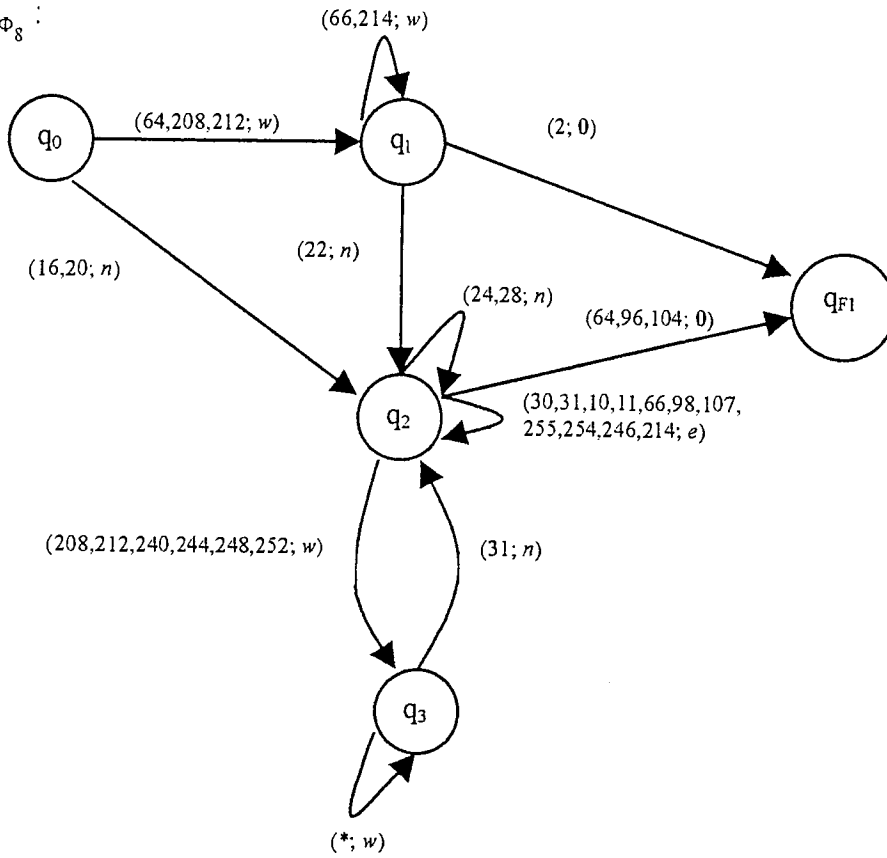 Φ8 :
(66,214; w)
(64,208,212; w)
q0
q1
(2; 0)
(22; n)
(16,20; n)
(24,28; n)
(64,96,104; 0)
qF1
(30,31,10,11,66,98,107,
255,254,246,214; e)
q2
(208,212,240,244,248,252; w)
(31; n)
q3
(*; w)